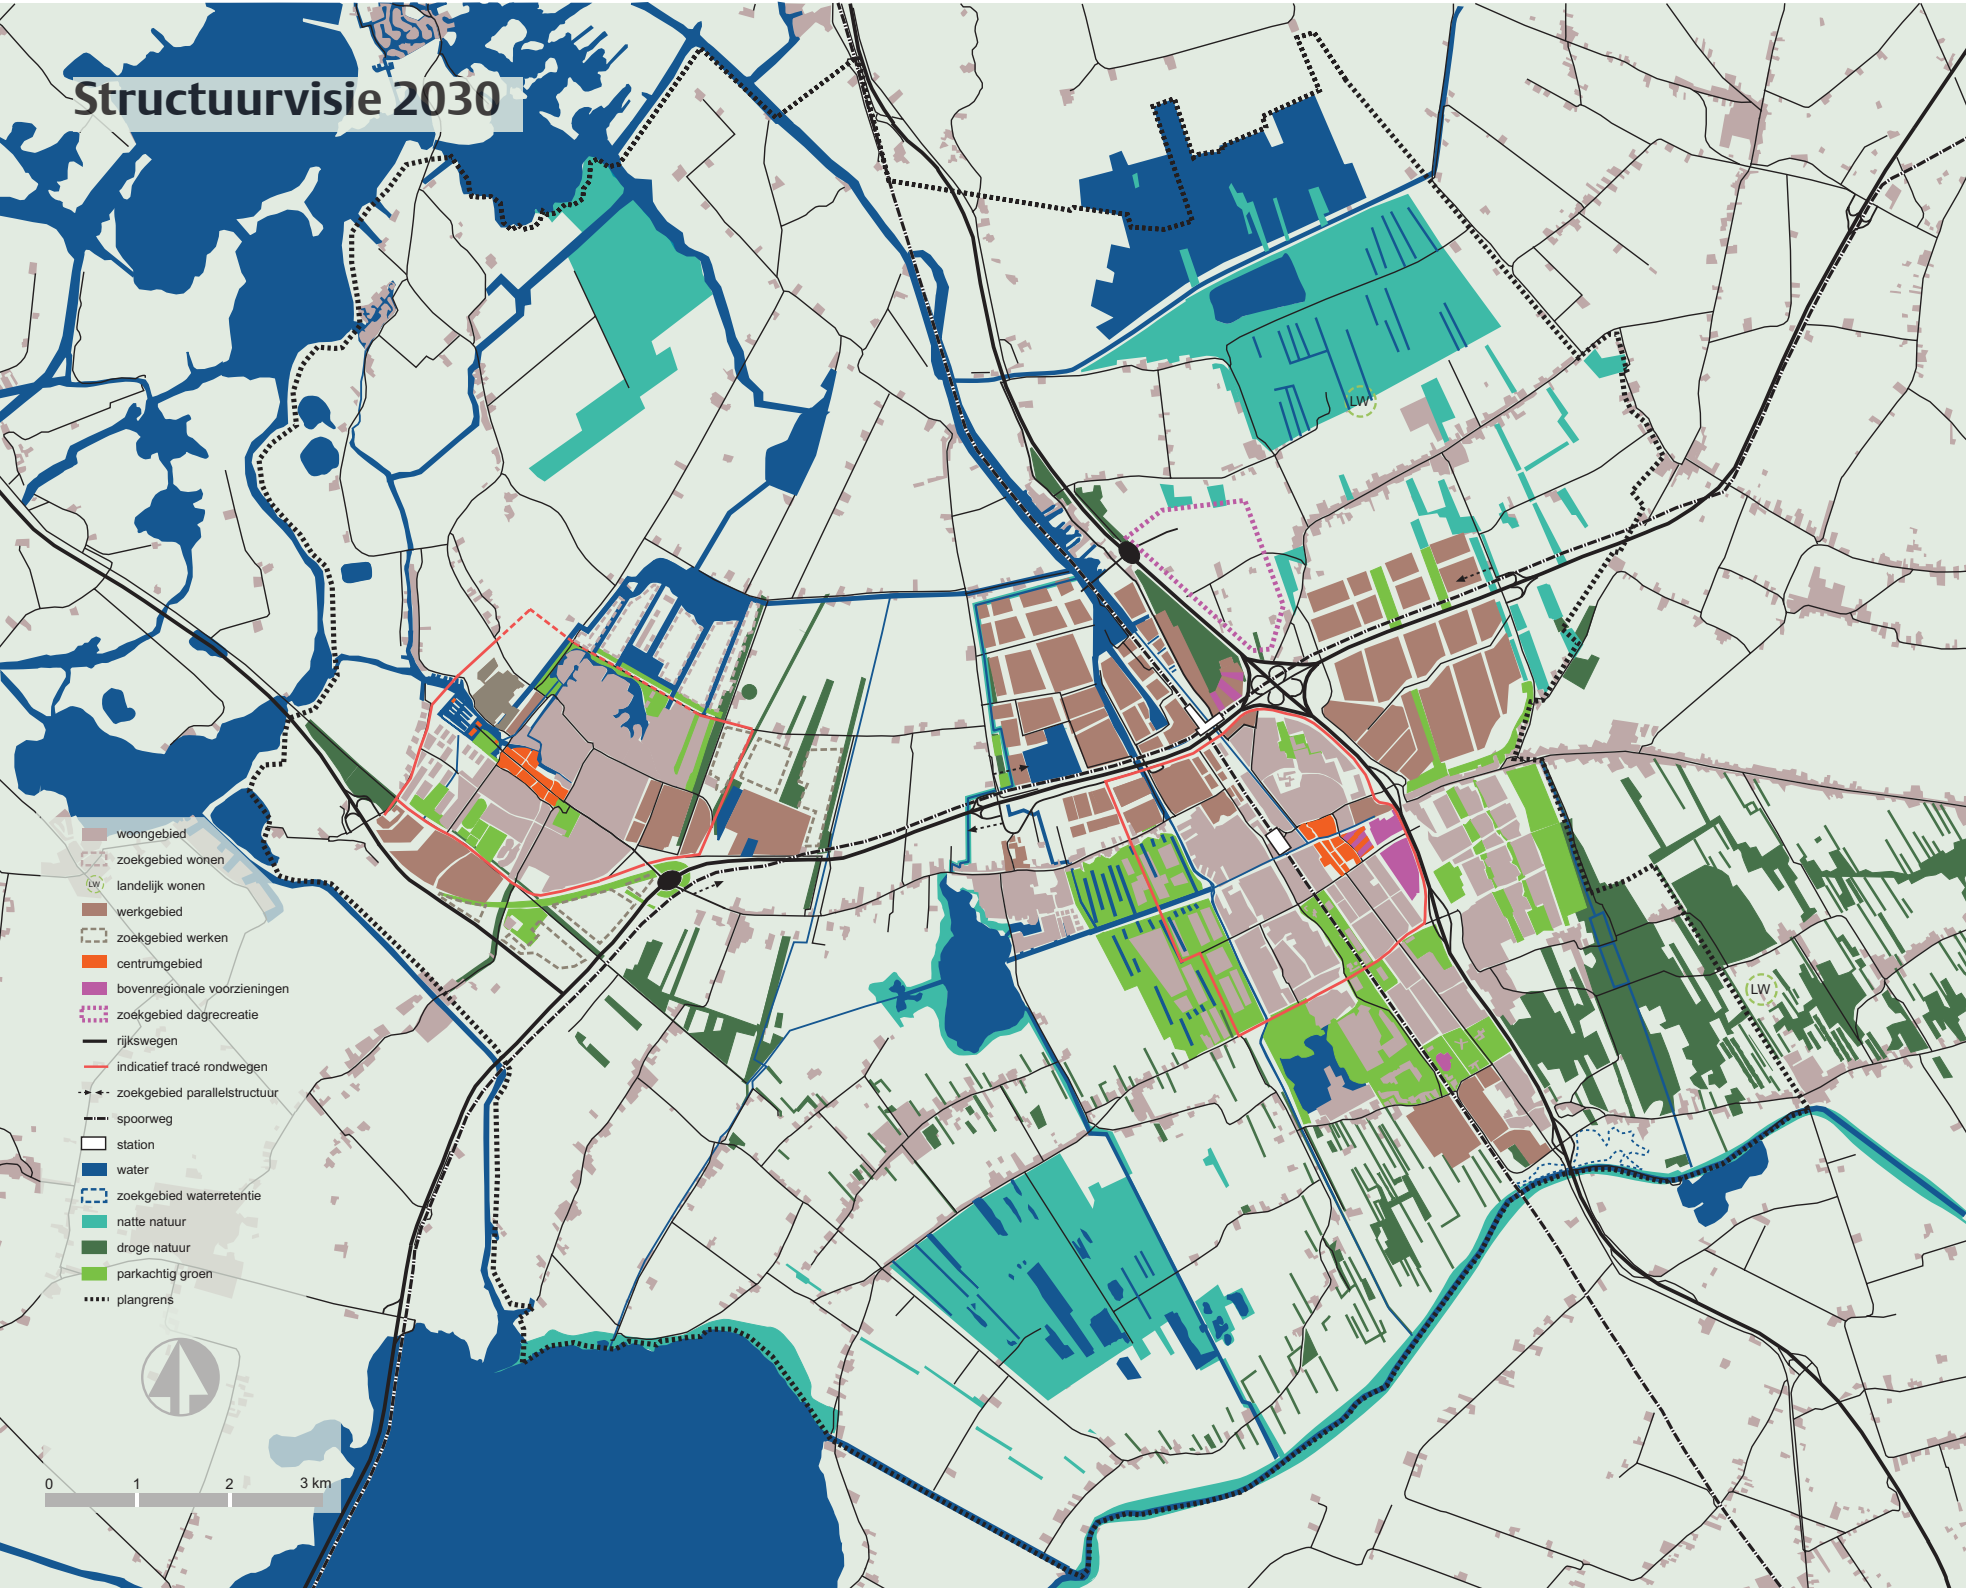 Structuurvisie 2030
LW
woongebied
zoekgebied wonen
LW landelijk wonen
werkgebied
zoekgebied werken
centrumgebied
bovenregionale voorzieningen
zoekgebied dagrecreatie
rijkswegen
indicatief tracé rondwegen
zoekgebied parallelstructuur
spoorweg
station
water
zoekgebied waterretentie
natte natuur
droge natuur
parkachtig groen
plangrens
LW
0 1 2 3 km